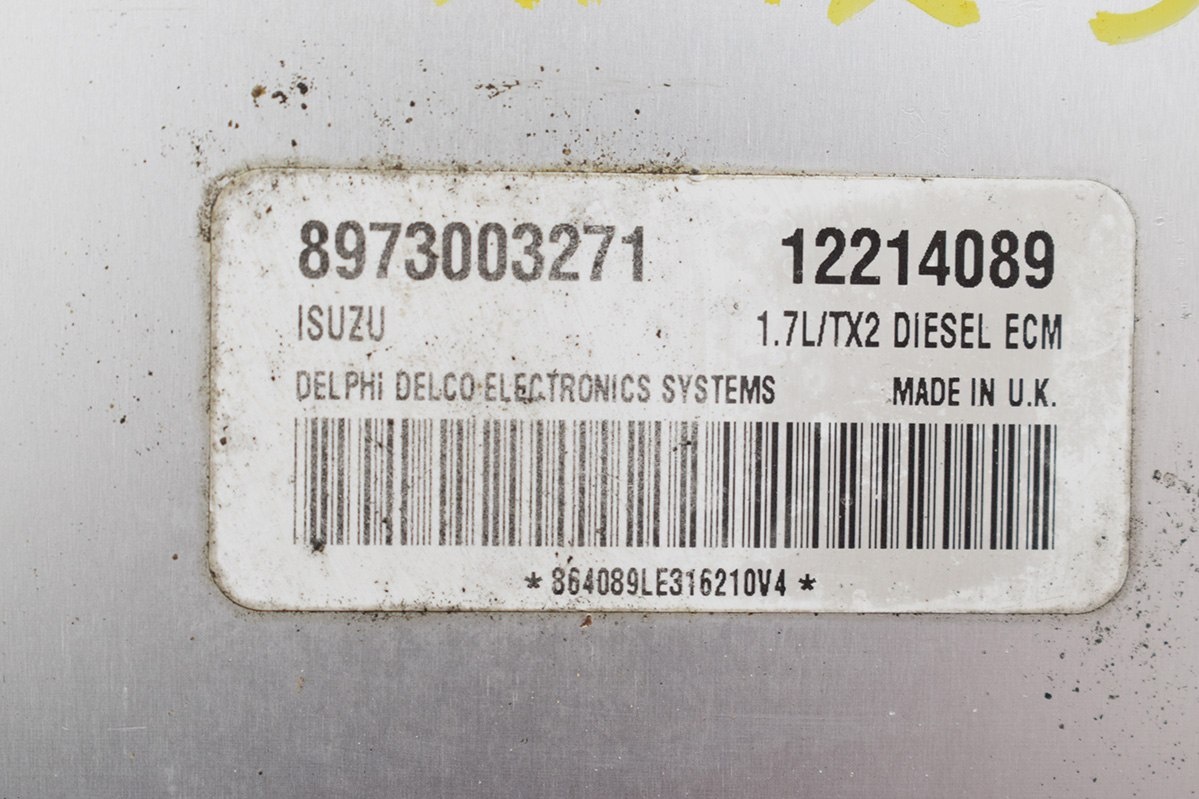 8973003271 12214089
ISUZU 1.7L/TX2 DIESEL ECM
DELPHI DELCO ELECTRONICS SYSTEMS MADE IN U.K.
*864089LE316210V4*